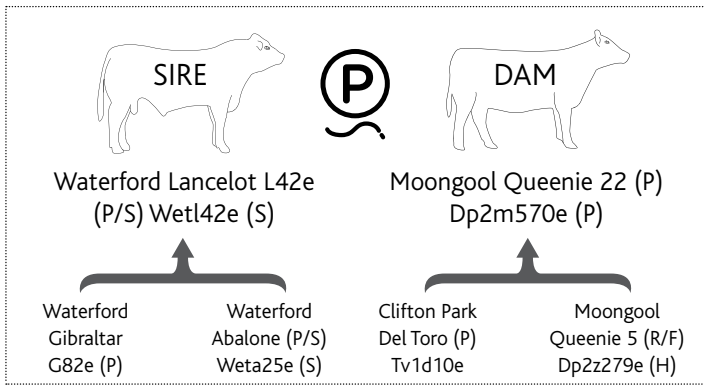 SIRE
P
DAM
Waterford Lancelot L42e
(P/S) Wetl42e (S)
Moongool Queenie 22 (P)
Dp2m570e (P)
Waterford
Gibraltar
G82e (P)
Waterford
Abalone (P/S)
Weta25e (S)
Clifton Park
Del Toro (P)
Tv1d10e
Moongool
Queenie 5 (R/F)
Dp2z279e (H)